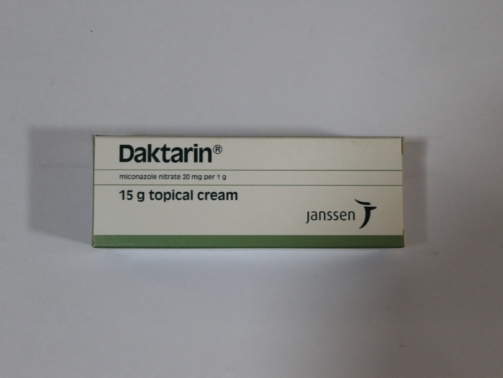 Daktarin®
miconazole nitrate 20 mg per 1 g
15 g topical cream
janssen